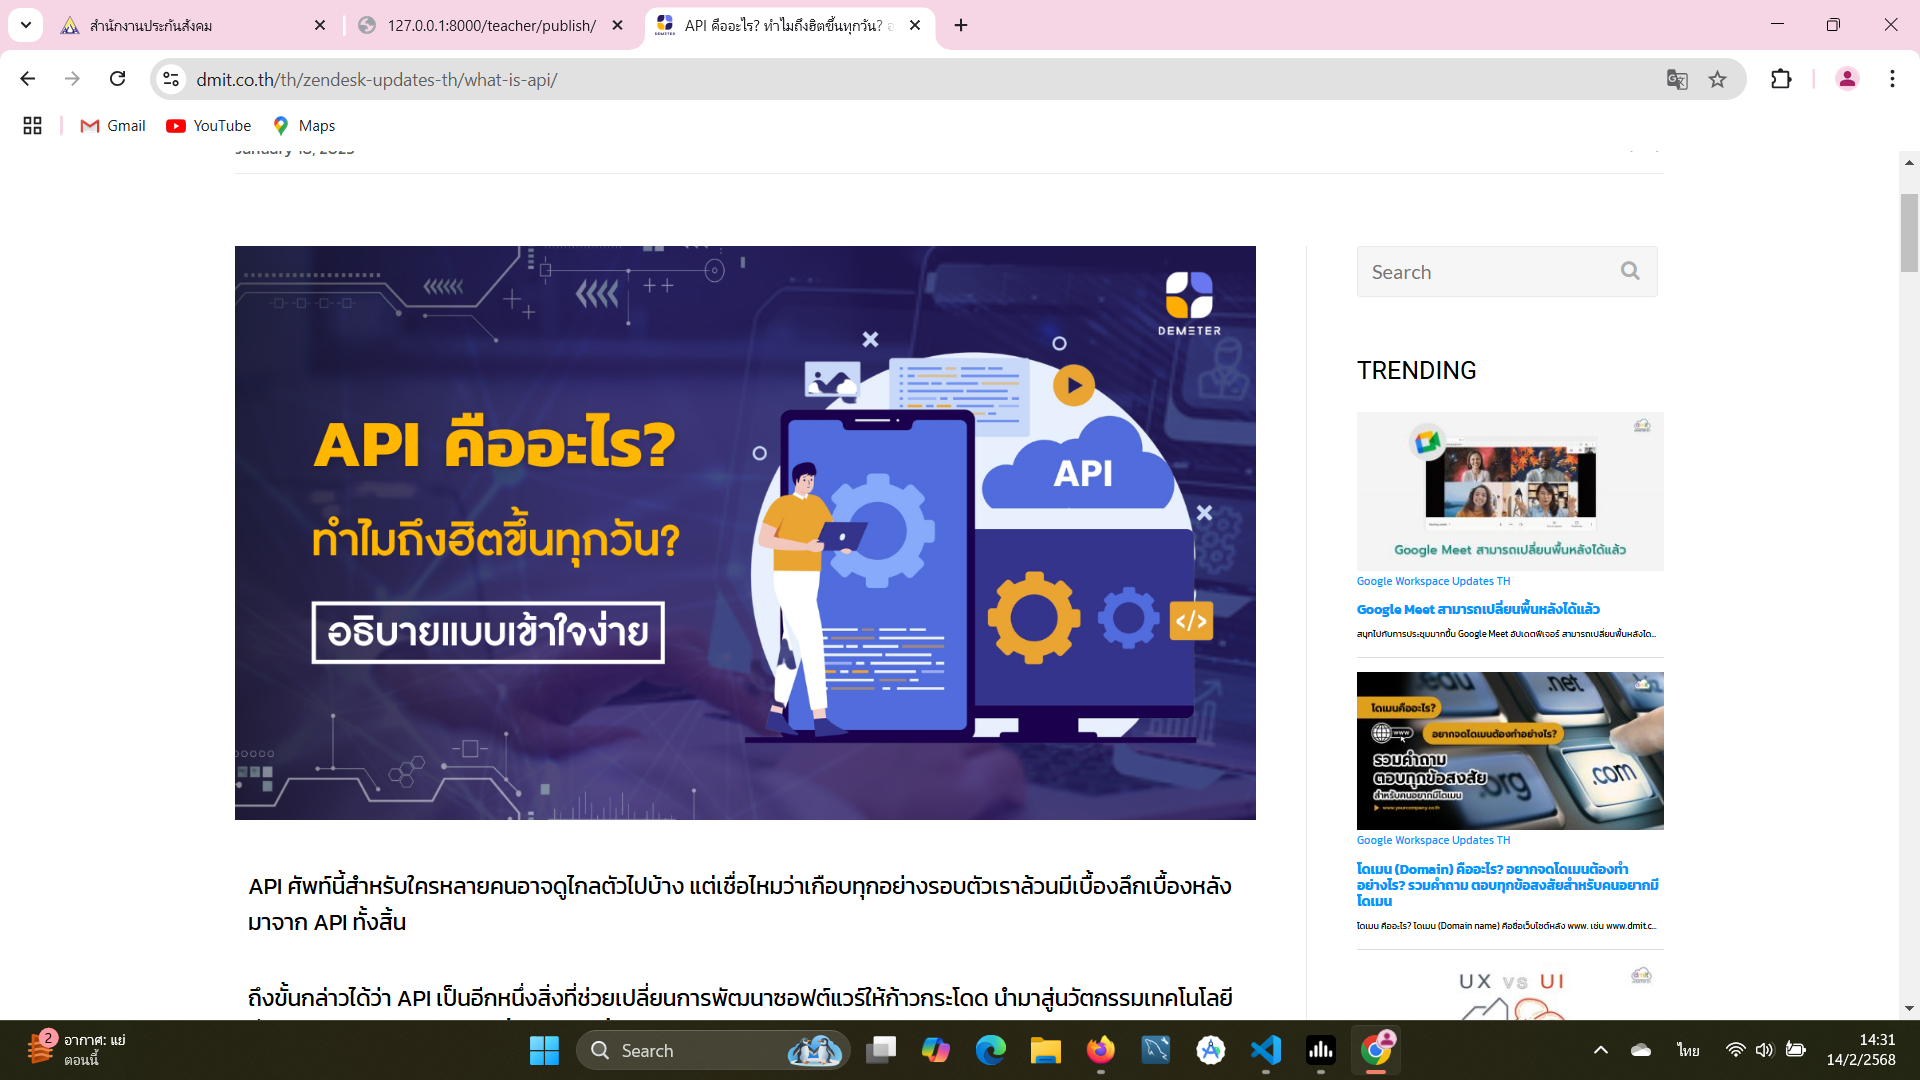 สำนักงานประกันสังคม
127.0.0.1:8000/teacher/publish/
API คืออะไร? ทำไมถึงฮิตขึ้นทุกวัน? อ
dmit.co.th/th/zendesk-updates-th/what-is-api/
Gmail
YouTube
Maps
DEMETER
API คืออะไร?
ทำไมถึงฮิตขึ้นทุกวัน?
อธิบายแบบเข้าใจง่าย
API
</>
API ศัพท์นี้สำหรับใครหลายคนอาจดูไกลตัวไปบ้าง แต่เชื่อไหมว่าเกือบทุกอย่างรอบตัวเราล้วนมีเบื้องลึกเบื้องหลัง
มาจาก API ทั้งสิ้น
ถึงขั้นกล่าวได้ว่า API เป็นอีกหนึ่งสิ่งที่ช่วยเปลี่ยนการพัฒนาซอฟต์แวร์ให้ก้าวกระโดด นำมาสู่นวัตกรรมเทคโนโลยี
Search
TRENDING
Google Meet สามารถเปลี่ยนพื้นหลังได้แล้ว
Google Workspace Updates TH
Google Meet สามารถเปลี่ยนพื้นหลังได้แล้ว
สนุกไปกับการประชุมมากขึ้น Google Meet อัปเดตฟีเจอร์ สามารถเปลี่ยนพื้นหลังได...
.net
โดเมนคืออะไร?
www
อยากจดโดเมนต้องทำอย่างไร?
รวมคำถาม
ตอบทุกข้อสงสัย
สำหรับคนอยากมีโดเมน
www.yourcompany.co.th
.org
.com
Google Workspace Updates TH
โดเมน (Domain) คืออะไร? อยากจดโดเมนต้องทำ
อย่างไร? รวมคำถาม ตอบทุกข้อสงสัยสำหรับคนอยากมี
โดเมน
โดเมน คืออะไร? โดเมน (Domain name) คือชื่อเว็บไซต์หลัง www. เช่น www.dmit.c...
UX vs UI
2
อากาศ: แย่
ตอนนี้
Search
ไทย
14:31
14/2/2568